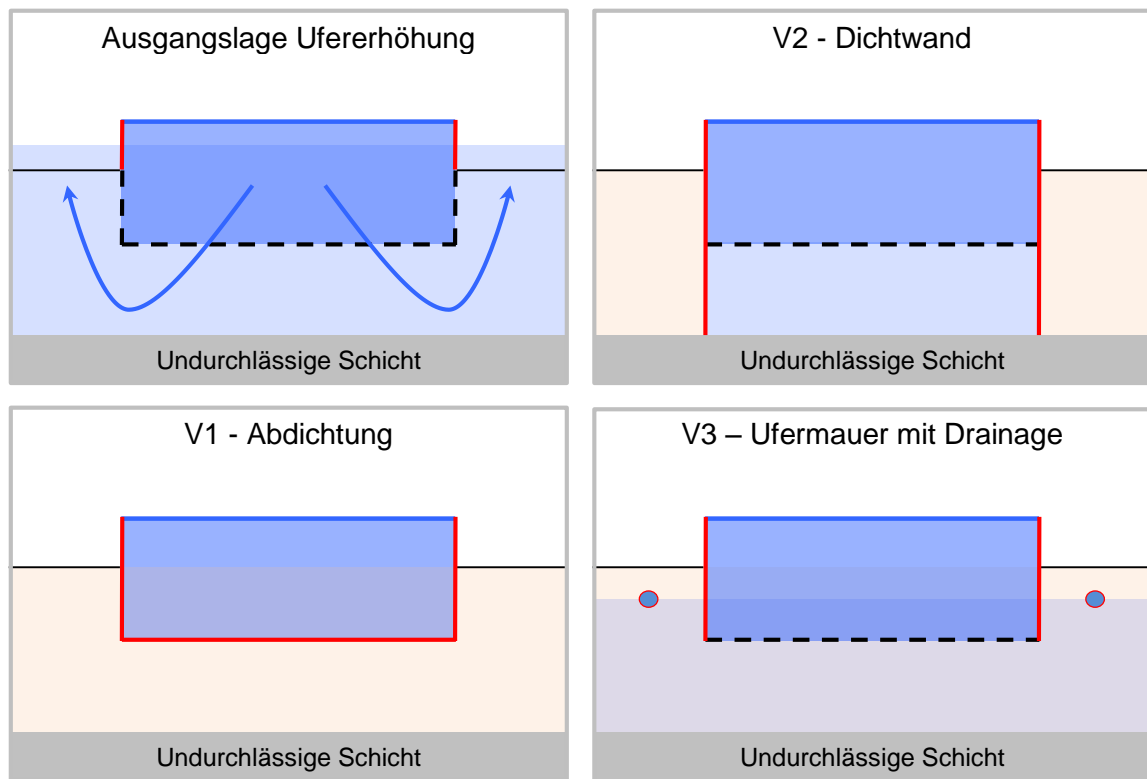 Ausgangslage Ufererhöhung
Undurchlässige Schicht
V2 - Dichtwand
Undurchlässige Schicht
V1 - Abdichtung
Undurchlässige Schicht
V3 – Ufermauer mit Drainage
Undurchlässige Schicht